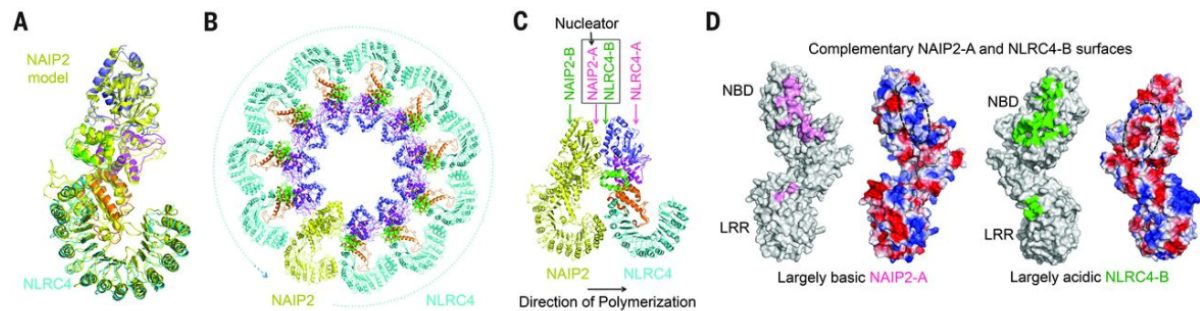 A
NAIP2
model
NLRC4
B
NAIP2
NLRC4
C
Nucleator
NAIP2-B
NAIP2-A
NLRC4-B
NLRC4-A
NAIP2
NLRC4
Direction of Polymerization
D
Complementary NAIP2-A and NLRC4-B surfaces
NBD
LRR
NBD
LRR
Largely basic NAIP2-A
Largely acidic NLRC4-B